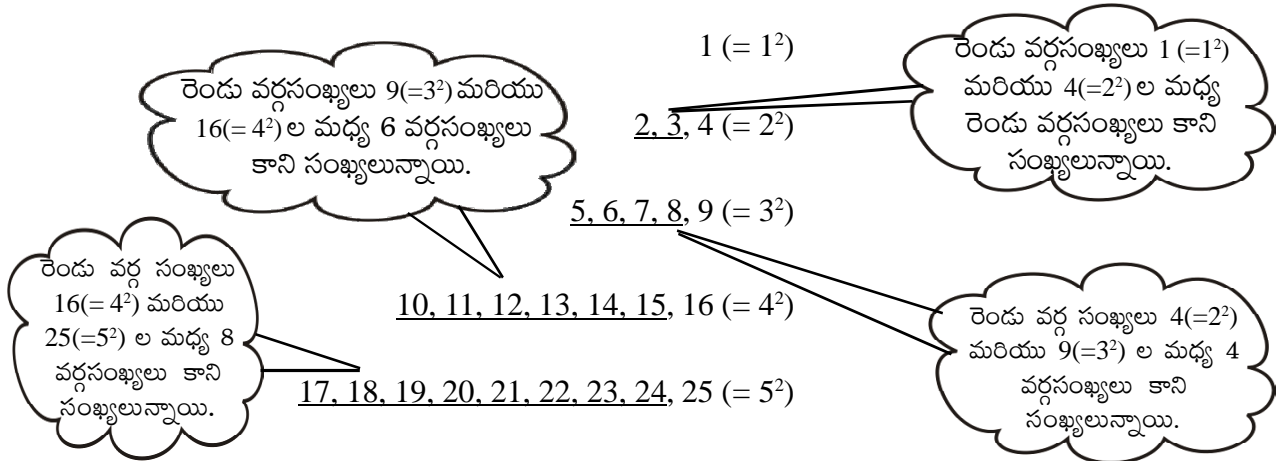 1 (= 1²)
రెండు వర్గసంఖ్యలు 1 (=1²)
మరియు 4(=2²) ల మధ్య
రెండు వర్గసంఖ్యలు కాని
సంఖ్యలున్నాయి.
రెండు వర్గసంఖ్యలు 9(=3²) మరియు
16(= 4²) ల మధ్య 6 వర్గసంఖ్యలు
కాని సంఖ్యలున్నాయి.
2, 3, 4 (= 2²)
5, 6, 7, 8, 9 (= 3²)
రెండు వర్గ సంఖ్యలు
16(= 4²) మరియు
25(=5²) ల మధ్య 8
వర్గసంఖ్యలు కాని
సంఖ్యలున్నాయి.
10, 11, 12, 13, 14, 15, 16 (= 4²)
రెండు వర్గ సంఖ్యలు 4(=2²)
మరియు 9(=3²) ల మధ్య 4
వర్గసంఖ్యలు కాని
సంఖ్యలున్నాయి.
17, 18, 19, 20, 21, 22, 23, 24, 25 (= 5²)